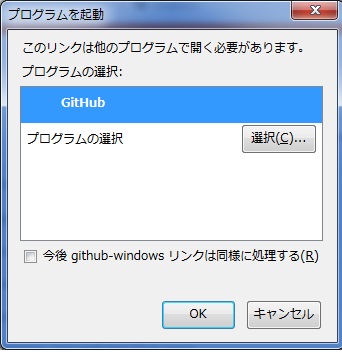 プログラムを起動
このリンクは他のプログラムで開く必要があります。
プログラムの選択:
GitHub
プログラムの選択
選択(C)...
今後 github-windows リンクは同様に処理する(R)
OK
キャンセル